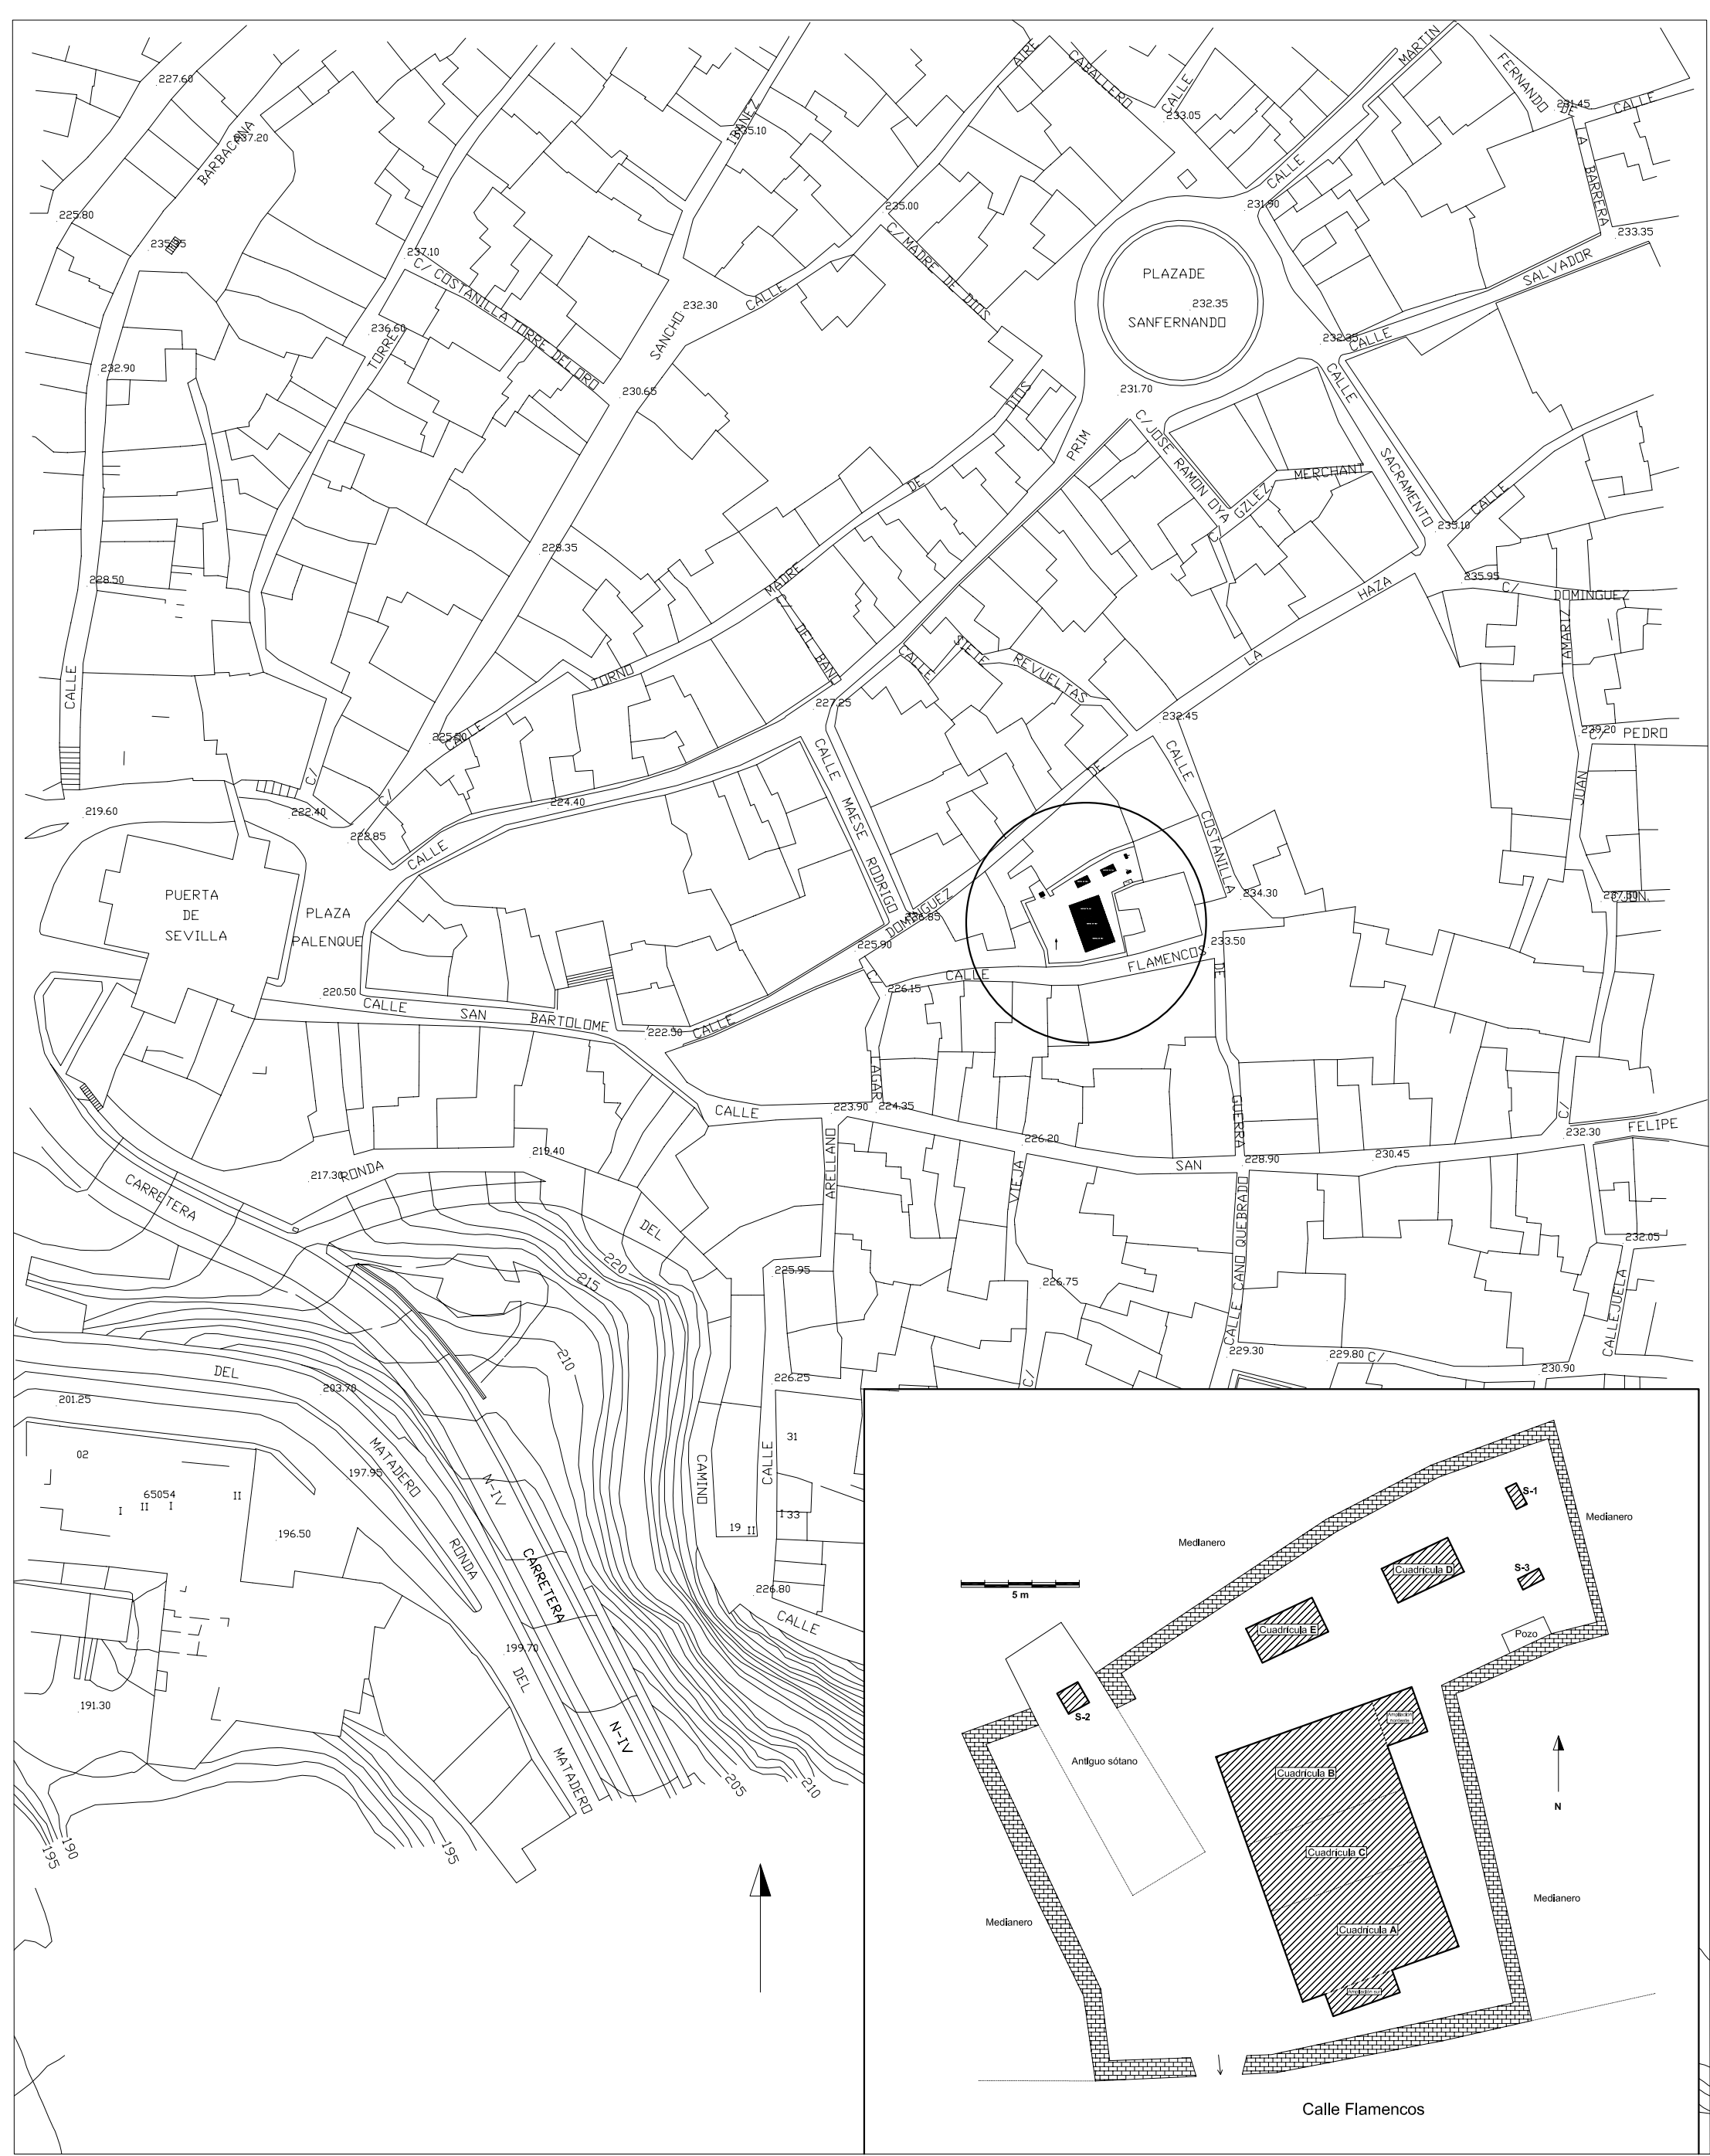 227.60
BARBACANA
237.20
225.80
235.35
IBAÑEZ
235.10
AIRE
CABALLERO
CALLE
233.05
MARTIN
CALLE
231.90
FERNANDO DE LA BARRERA
231.45
CALLE
233.35
SALVADOR
CALLE
232.35
235.00
C/ MADRE DE DIOS
PLAZADE
232.35
SANFERNANDO
237.10
C/ COSTANILLA TORRE DEL ORO
CALLE
232.30
SANCHO
236.60
TORRE
232.90
230.65
DIOS
231.70
PRIM
C/JOSE RAMON OYA
CALLE
SACRAMENTO
MERCHANT
GZLEZ.
C/
CALLE
235.10
DE
228.35
228.50
MADRE
C/ DEL BANI
235.95
C/
DOMINGUEZ
HAZA
LA
TAMARIZ
CALLE
SIETE
REVUELTAS
CALLE
TORNO
227.25
232.45
225.90
CALLE
239.20
C/ PEDRO
C/
C/
CALLE MAESE RODRIGO
DE
CALLE
COSTANILLA
JUAN
219.60
222.40
224.40
222.85
CALLE
PUERTA
DE
SEVILLA
PLAZA
PALENQUE
DOMINGUEZ
226.85
225.90
234.30
237.50
233.50
DE
CALLE
FLAMENCOS
C/
226.15
220.50
CALLE
SAN
BARTOLOME
222.50
CALLE
LAGAR
CALLE
223.90
224.35
GUERRA
C/
FELIPE
232.30
226.20
SAN
228.90
230.45
ARELLANO
VIEJA
219.40
217.30
RONDA
CARRETERA
DEL
220
215
225.95
226.75
CALLE CANO QUEBRADO
232.05
CALLEJUELA
210
DEL
203.70
201.25
226.25
C/
229.30
229.80
C/
230.90
02
MATADERO
197.95
N-IV
CAMINO
CALLE
31
65054
I
II
I
II
196.50
RONDA
CARRETERA
19
II
I
33
226.80
CALLE
199.70
DEL
191.30
N-IV
MATADERO
205
210
195
190
195
S-1
Medianero
Medianero
Cuadrícula D
S-3
5 m
Cuadrícula E
Pozo
S-2
Antiguo sótano
Cuadrícula B
N
Cuadrícula C
Medianero
Medianero
Cuadrícula A
Calle Flamencos